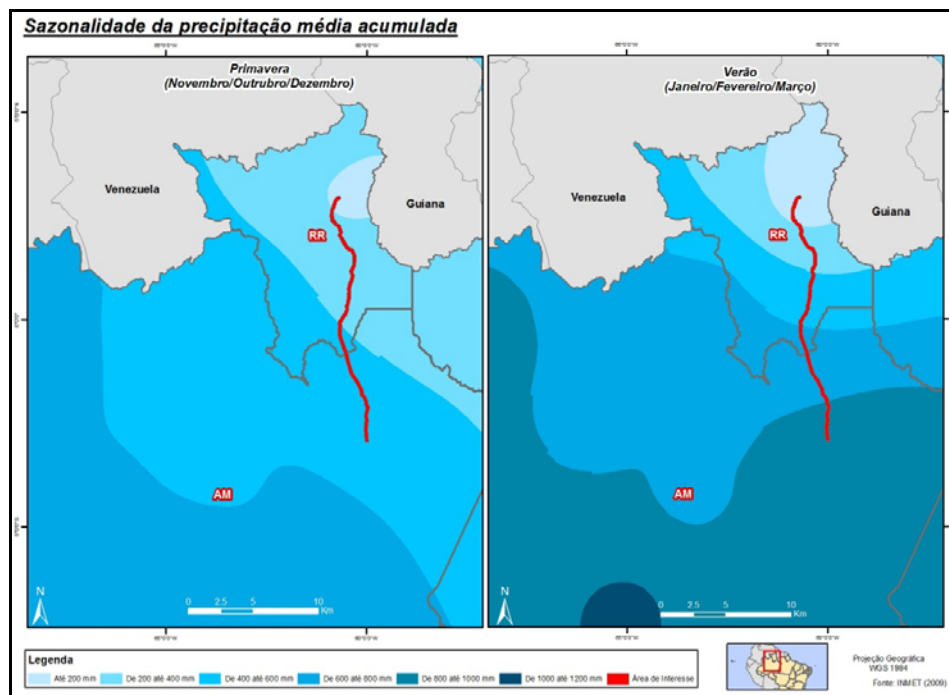 Sazonalidade da precipitação média acumulada
Primavera
(Novembro/Outrubro/Dezembro)
Venezuela
Guiana
RR
AM
N
0 2.5 5 10
Km
Verão
(Janeiro/Fevereiro/Março)
Venezuela
Guiana
RR
AM
N
0 2.5 5 10
Km
Legenda
Até 200 mm
De 200 até 400 mm
De 400 até 600 mm
De 600 até 800 mm
De 800 até 1000 mm
De 1000 até 1200 mm
Área de Interesse
Projeção Geográfica
WGS 1984
Fonte: INMET (2009)